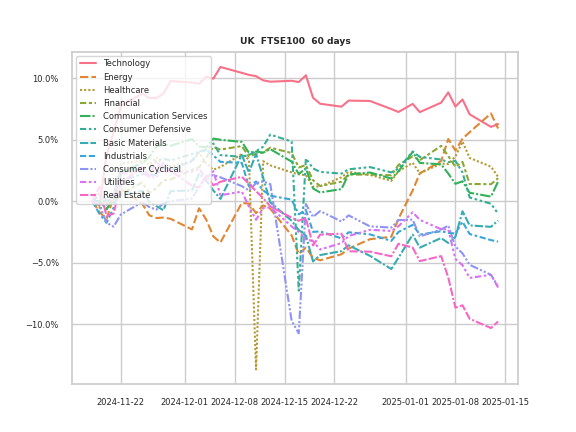 UK  FTSE100  60 days
Technology
Energy
Healthcare
Financial
Communication Services
Consumer Defensive
Basic Materials
Industrials
Consumer Cyclical
Utilities
Real Estate
10.0%
5.0%
0.0%
−5.0%
−10.0%
2024-11-22
2024-12-01
2024-12-08
2024-12-15
2024-12-22
2025-01-01
2025-01-08
2025-01-15